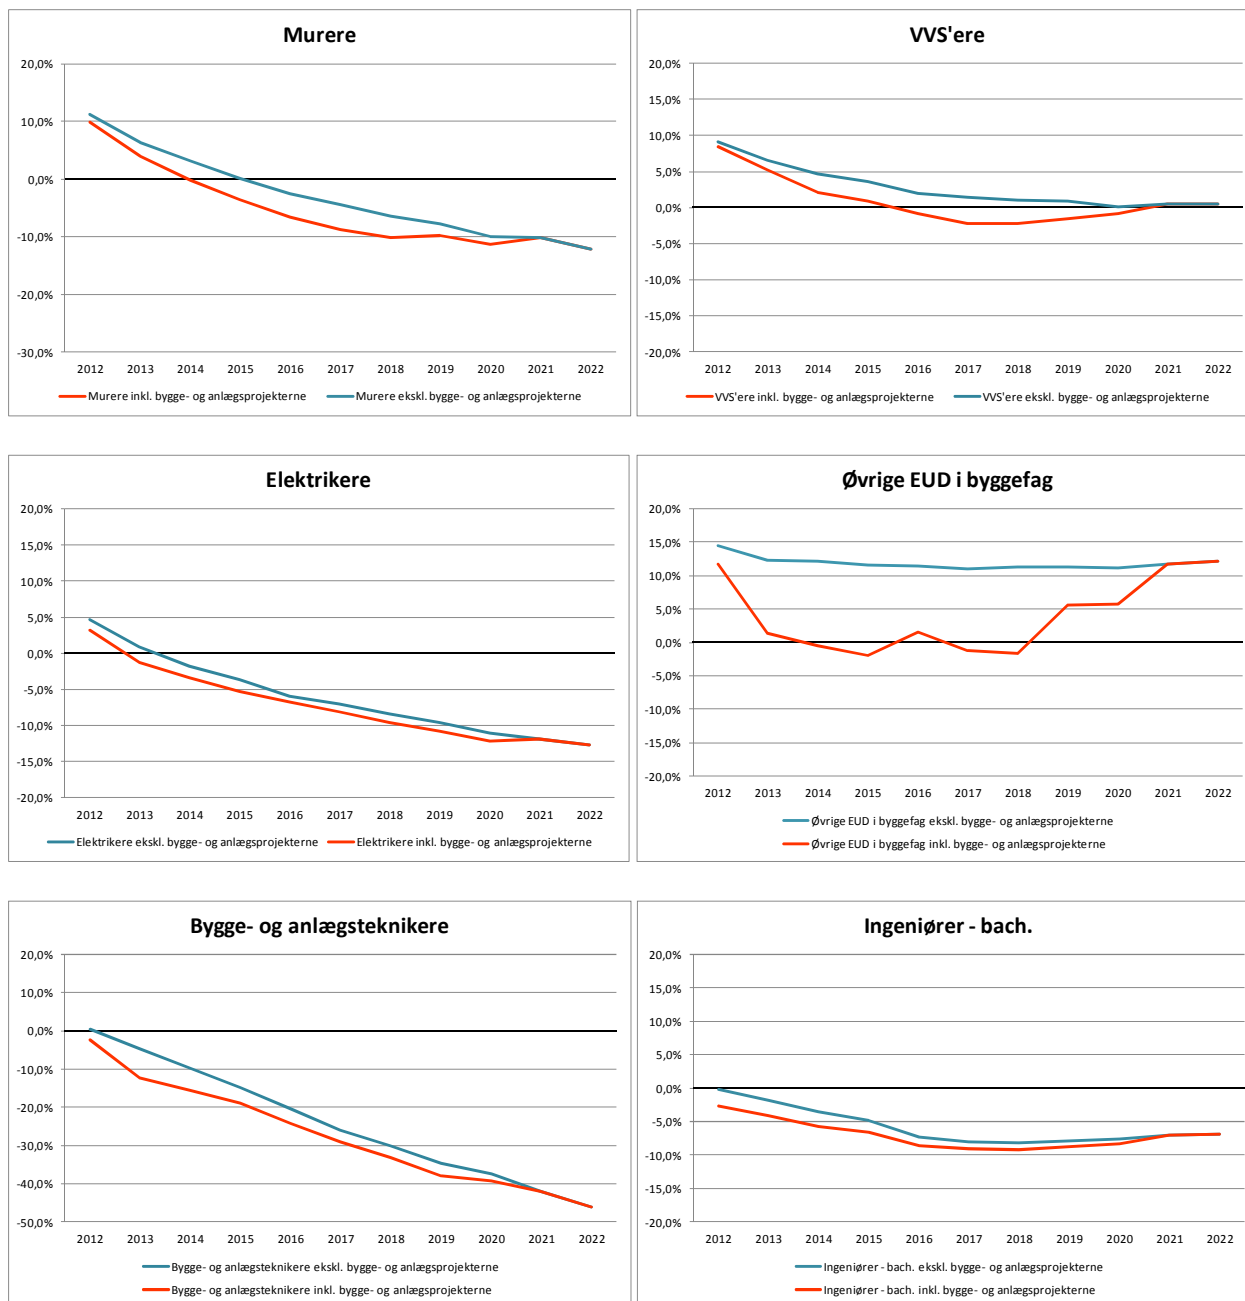 Murere
20,0%
10,0%
0,0%
-10,0%
-20,0%
-30,0%
2012 2013 2014 2015 2016 2017 2018 2019 2020 2021 2022
Murere inkl. bygge- og anlægsprojekterne Murere ekskl. bygge- og anlægsprojekterne
VVS'ere
20,0%
15,0%
10,0%
5,0%
0,0%
-5,0%
-10,0%
-15,0%
-20,0%
2012 2013 2014 2015 2016 2017 2018 2019 2020 2021 2022
VVS'ere inkl. bygge- og anlægsprojekterne VVS'ere ekskl. bygge- og anlægsprojekterne
Elektrikere
20,0%
15,0%
10,0%
5,0%
0,0%
-5,0%
-10,0%
-15,0%
-20,0%
2012 2013 2014 2015 2016 2017 2018 2019 2020 2021 2022
Elektrikere ekskl. bygge- og anlægsprojekterne Elektrikere inkl. bygge- og anlægsprojekterne
Øvrige EUD i byggefag
20,0%
15,0%
10,0%
5,0%
0,0%
-5,0%
-10,0%
-15,0%
-20,0%
2012 2013 2014 2015 2016 2017 2018 2019 2020 2021 2022
Øvrige EUD i byggefag ekskl. bygge- og anlægsprojekterne
Øvrige EUD i byggefag inkl. bygge- og anlægsprojekterne
Bygge- og anlægsteknikere
20,0%
10,0%
0,0%
-10,0%
-20,0%
-30,0%
-40,0%
-50,0%
2012 2013 2014 2015 2016 2017 2018 2019 2020 2021 2022
Bygge- og anlægsteknikere ekskl. bygge- og anlægsprojekterne
Bygge- og anlægsteknikere inkl. bygge- og anlægsprojekterne
Ingeniører - bach.
20,0%
15,0%
10,0%
5,0%
0,0%
-5,0%
-10,0%
-15,0%
-20,0%
2012 2013 2014 2015 2016 2017 2018 2019 2020 2021 2022
Ingeniører - bach. ekskl. bygge- og anlægsprojekterne
Ingeniører - bach. inkl. bygge- og anlægsprojekterne